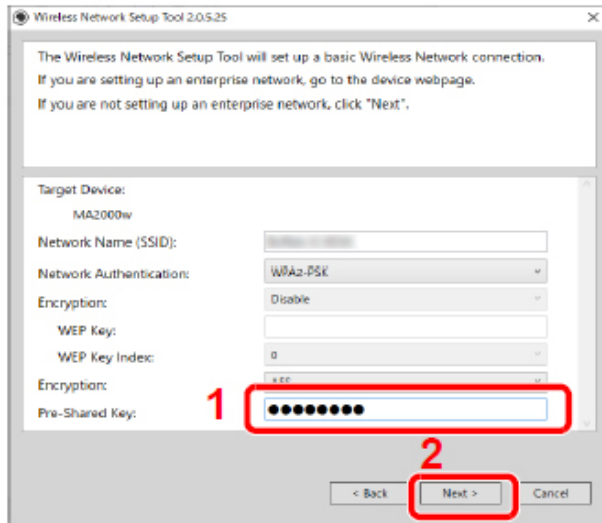 Wireless Network Setup Tool 2.0.5.25
The Wireless Network Setup Tool will set up a basic Wireless Network connection.
If you are setting up an enterprise network, go to the device webpage.
If you are not setting up an enterprise network, click "Next".
Target Device:
MA2000w
Network Name (SSID):
Network Authentication: WPA2-PSK
Encryption: Disable
WEP Key:
WEP Key Index: 0
Encryption: AES
1 Pre-Shared Key: ●●●●●●●●
2
< Back Next > Cancel